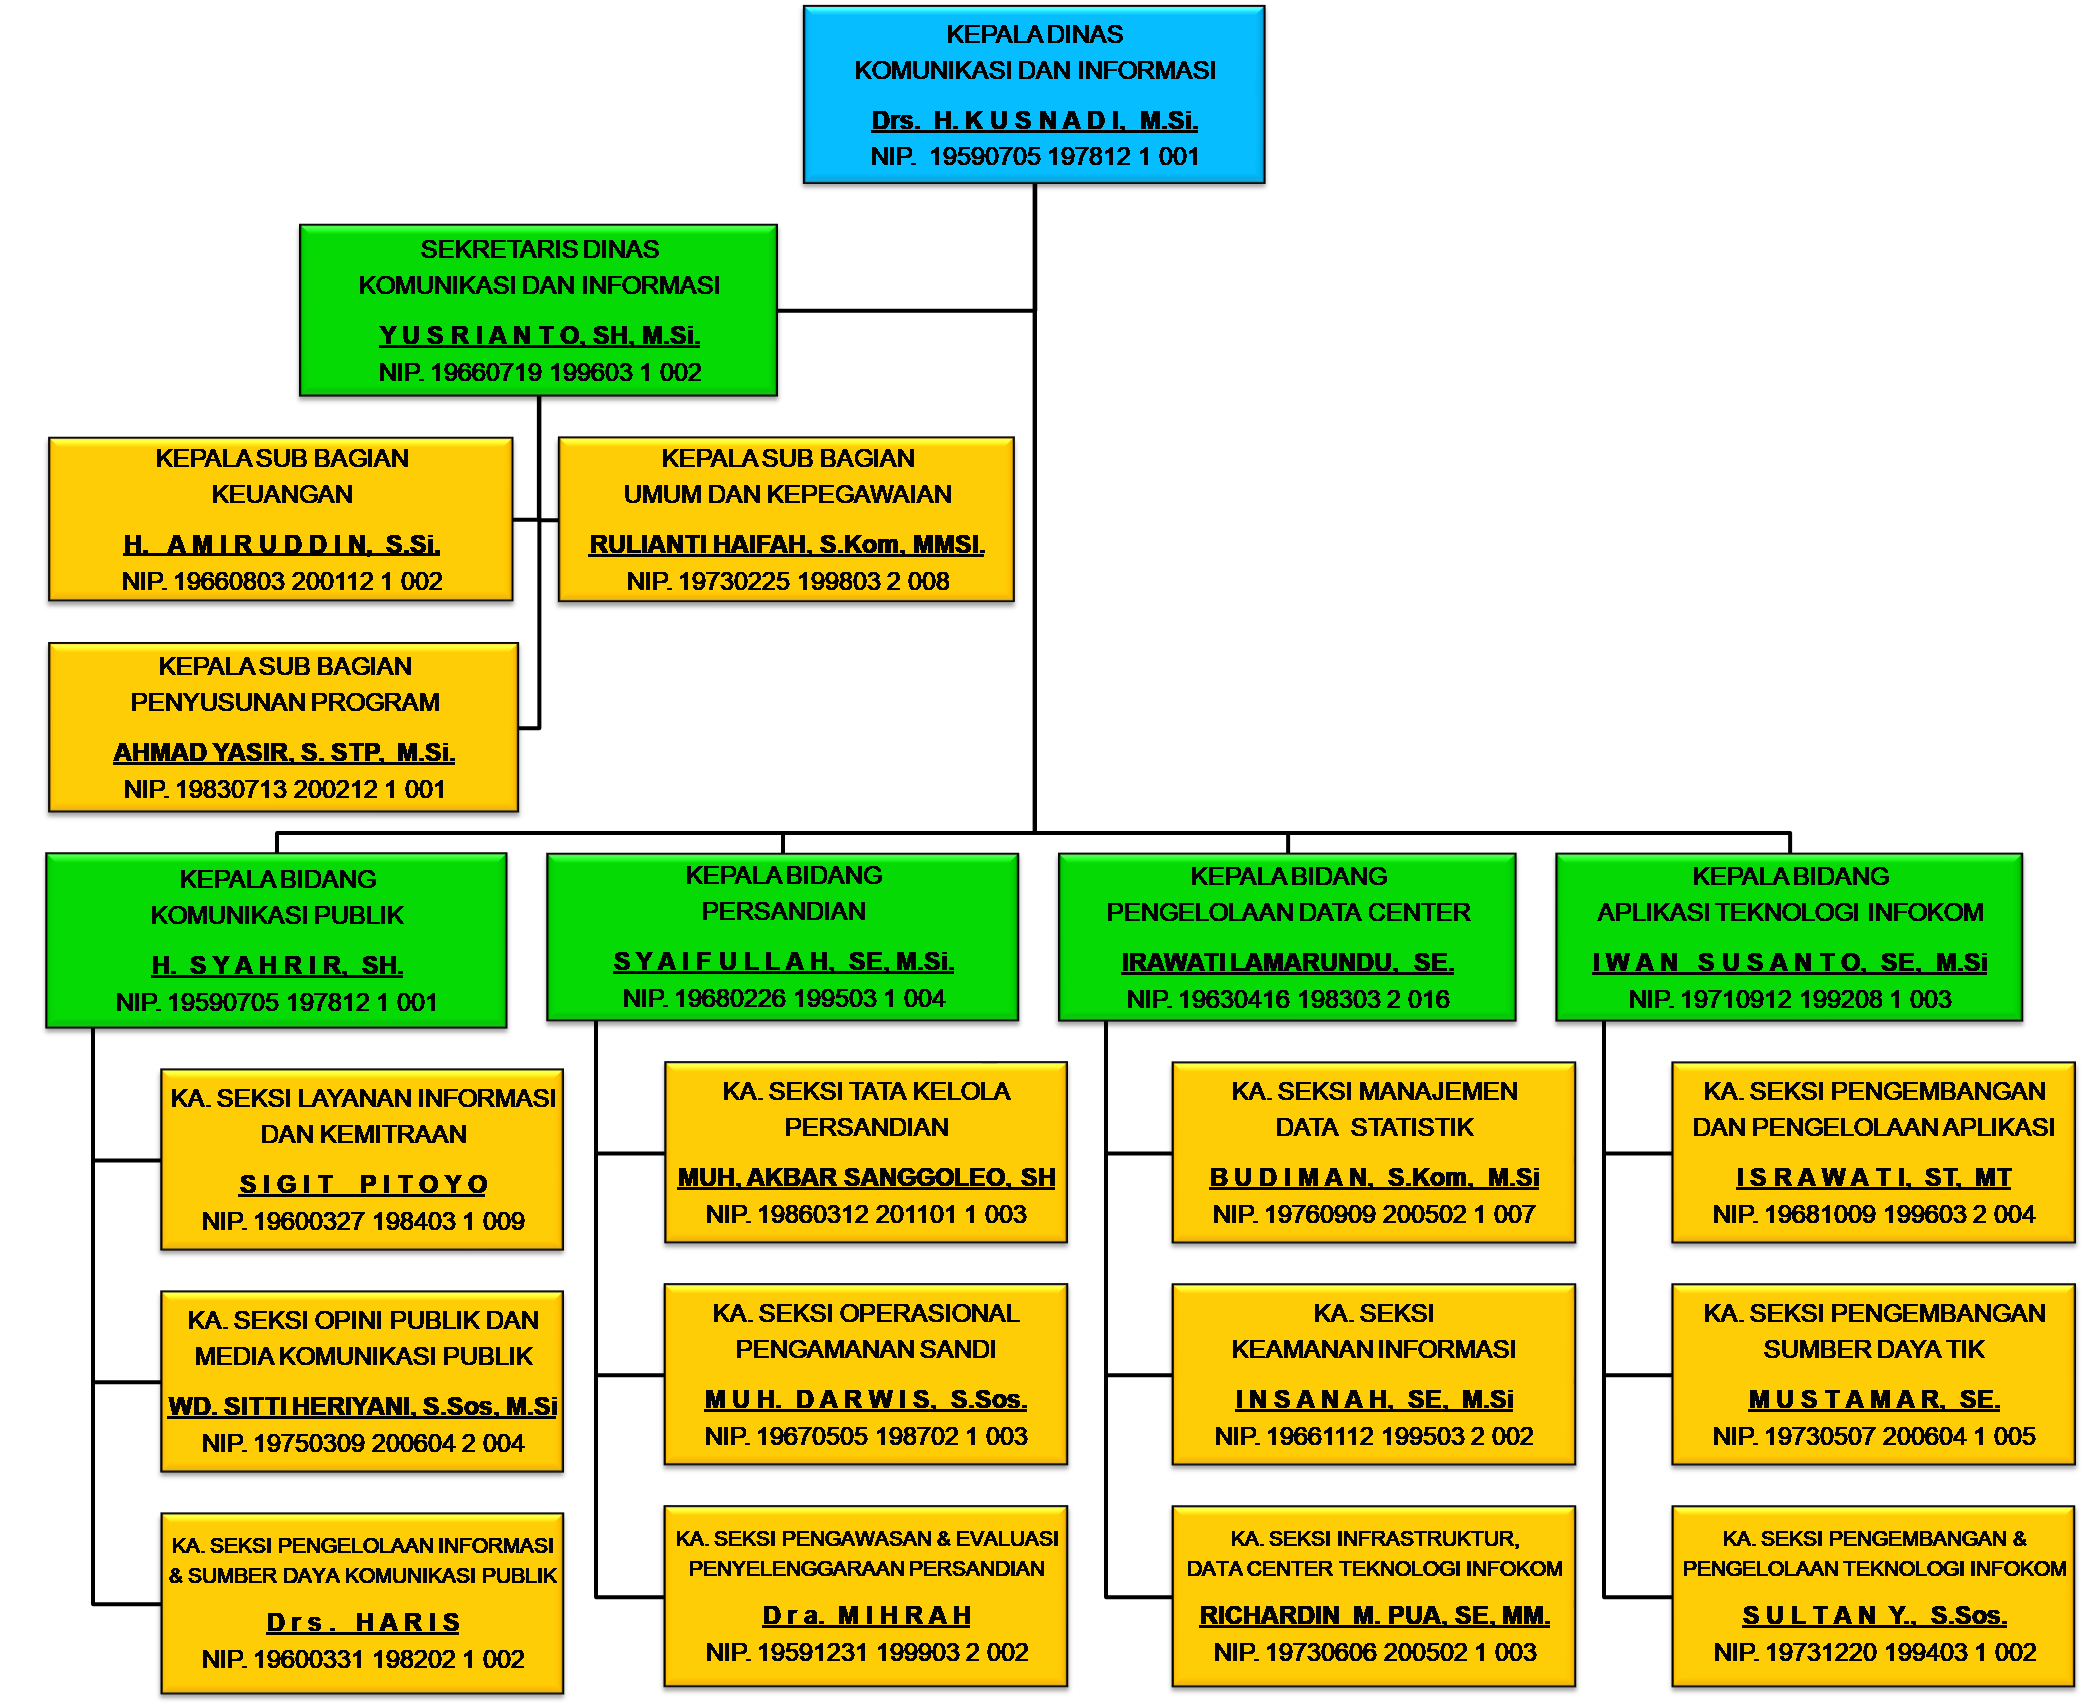 KEPALA DINAS
KOMUNIKASI DAN INFORMASI
Drs. H. K U S N A D I, M.Si.
NIP. 19590705 197812 1 001
SEKRETARIS DINAS
KOMUNIKASI DAN INFORMASI
Y U S R I A N T O, SH, M.Si.
NIP. 19660719 199603 1 002
KEPALA SUB BAGIAN
KEUANGAN
H. A M I R U D D I N, S.Si.
NIP. 19660803 200112 1 002
KEPALA SUB BAGIAN
UMUM DAN KEPEGAWAIAN
RULIANTI HAIFAH, S.Kom, MMSI.
NIP. 19730225 199803 2 008
KEPALA SUB BAGIAN
PENYUSUNAN PROGRAM
AHMAD YASIR, S. STP, M.Si.
NIP. 19830713 200212 1 001
KEPALA BIDANG
KOMUNIKASI PUBLIK
H. S Y A H R I R, SH.
NIP. 19590705 197812 1 001
KEPALA BIDANG
PERSANDIAN
S Y A I F U L L A H, SE, M.Si.
NIP. 19680226 199503 1 004
KEPALA BIDANG
PENGELOLAAN DATA CENTER
IRAWATI LAMARUNDU, SE.
NIP. 19630416 198303 2 016
KEPALA BIDANG
APLIKASI TEKNOLOGI INFOKOM
I W A N S U S A N T O, SE, M.Si
NIP. 19710912 199208 1 003
KA. SEKSI LAYANAN INFORMASI
DAN KEMITRAAN
S I G I T P I T O Y O
NIP. 19600327 198403 1 009
KA. SEKSI OPINI PUBLIK DAN
MEDIA KOMUNIKASI PUBLIK
WD. SITTI HERIYANI, S.Sos, M.Si
NIP. 19750309 200604 2 004
KA. SEKSI PENGELOLAAN INFORMASI
& SUMBER DAYA KOMUNIKASI PUBLIK
D r s . H A R I S
NIP. 19600331 198202 1 002
KA. SEKSI TATA KELOLA
PERSANDIAN
MUH, AKBAR SANGGOLEO, SH
NIP. 19860312 201101 1 003
KA. SEKSI OPERASIONAL
PENGAMANAN SANDI
M U H. D A R W I S, S.Sos.
NIP. 19670505 198702 1 003
KA. SEKSI PENGAWASAN & EVALUASI
PENYELENGGARAAN PERSANDIAN
D r a. M I H R A H
NIP. 19591231 199903 2 002
KA. SEKSI MANAJEMEN
DATA STATISTIK
B U D I M A N, S.Kom, M.Si
NIP. 19760909 200502 1 007
KA. SEKSI
KEAMANAN INFORMASI
I N S A N A H, SE, M.Si
NIP. 19661112 199503 2 002
KA. SEKSI INFRASTRUKTUR,
DATA CENTER TEKNOLOGI INFOKOM
RICHARDIN M. PUA, SE, MM.
NIP. 19730606 200502 1 003
KA. SEKSI PENGEMBANGAN
DAN PENGELOLAAN APLIKASI
I S R A W A T I, ST, MT
NIP. 19681009 199603 2 004
KA. SEKSI PENGEMBANGAN
SUMBER DAYA TIK
M U S T A M A R, SE.
NIP. 19730507 200604 1 005
KA. SEKSI PENGEMBANGAN &
PENGELOLAAN TEKNOLOGI INFOKOM
S U L T A N Y., S.Sos.
NIP. 19731220 199403 1 002